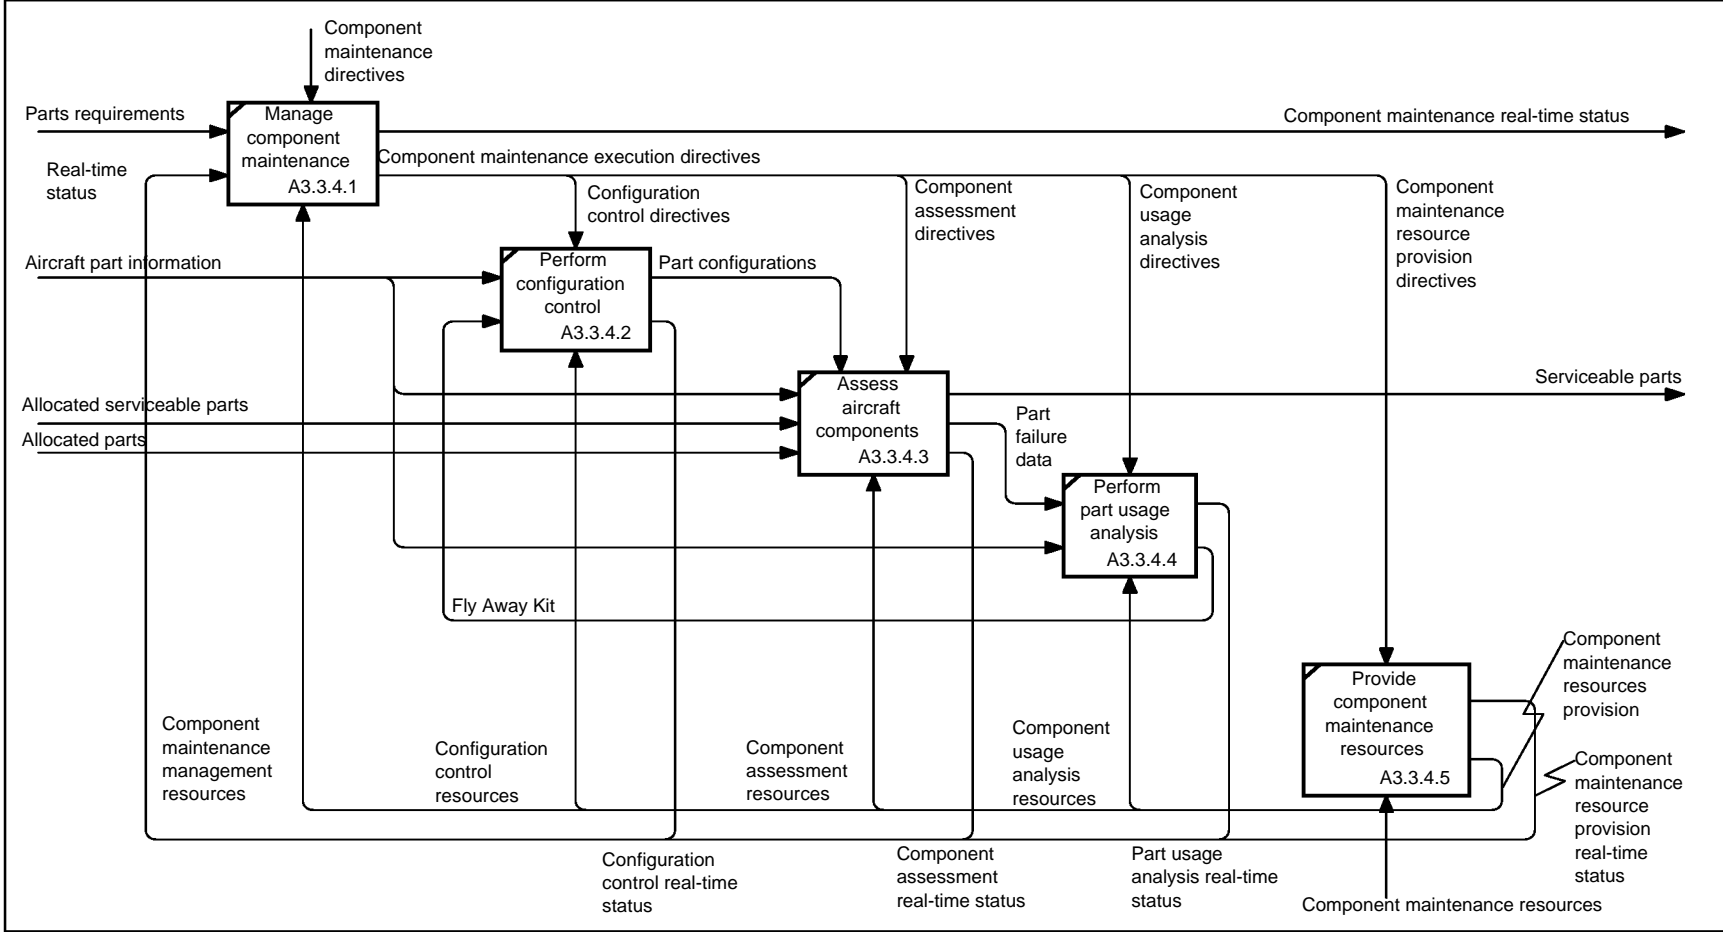 Component
maintenance
directives
Parts requirements
Manage
component
maintenance
A3.3.4.1
Component maintenance real-time status
Real-time
status
Component maintenance execution directives
Configuration
control directives
Component
assessment
directives
Component
usage
analysis
directives
Component
maintenance
resource
provision
directives
Aircraft part information
Perform
configuration
control
A3.3.4.2
Part configurations
Allocated serviceable parts
Allocated parts
Assess
aircraft
components
A3.3.4.3
Serviceable parts
Part
failure
data
Perform
part usage
analysis
A3.3.4.4
Fly Away Kit
Component
maintenance
resources
provision
Provide
component
maintenance
resources
A3.3.4.5
Component
maintenance
management
resources
Configuration
control
resources
Component
assessment
resources
Component
usage
analysis
resources
Component
maintenance
resource
provision
real-time
status
Configuration
control real-time
status
Component
assessment
real-time status
Part usage
analysis real-time
status
Component maintenance resources